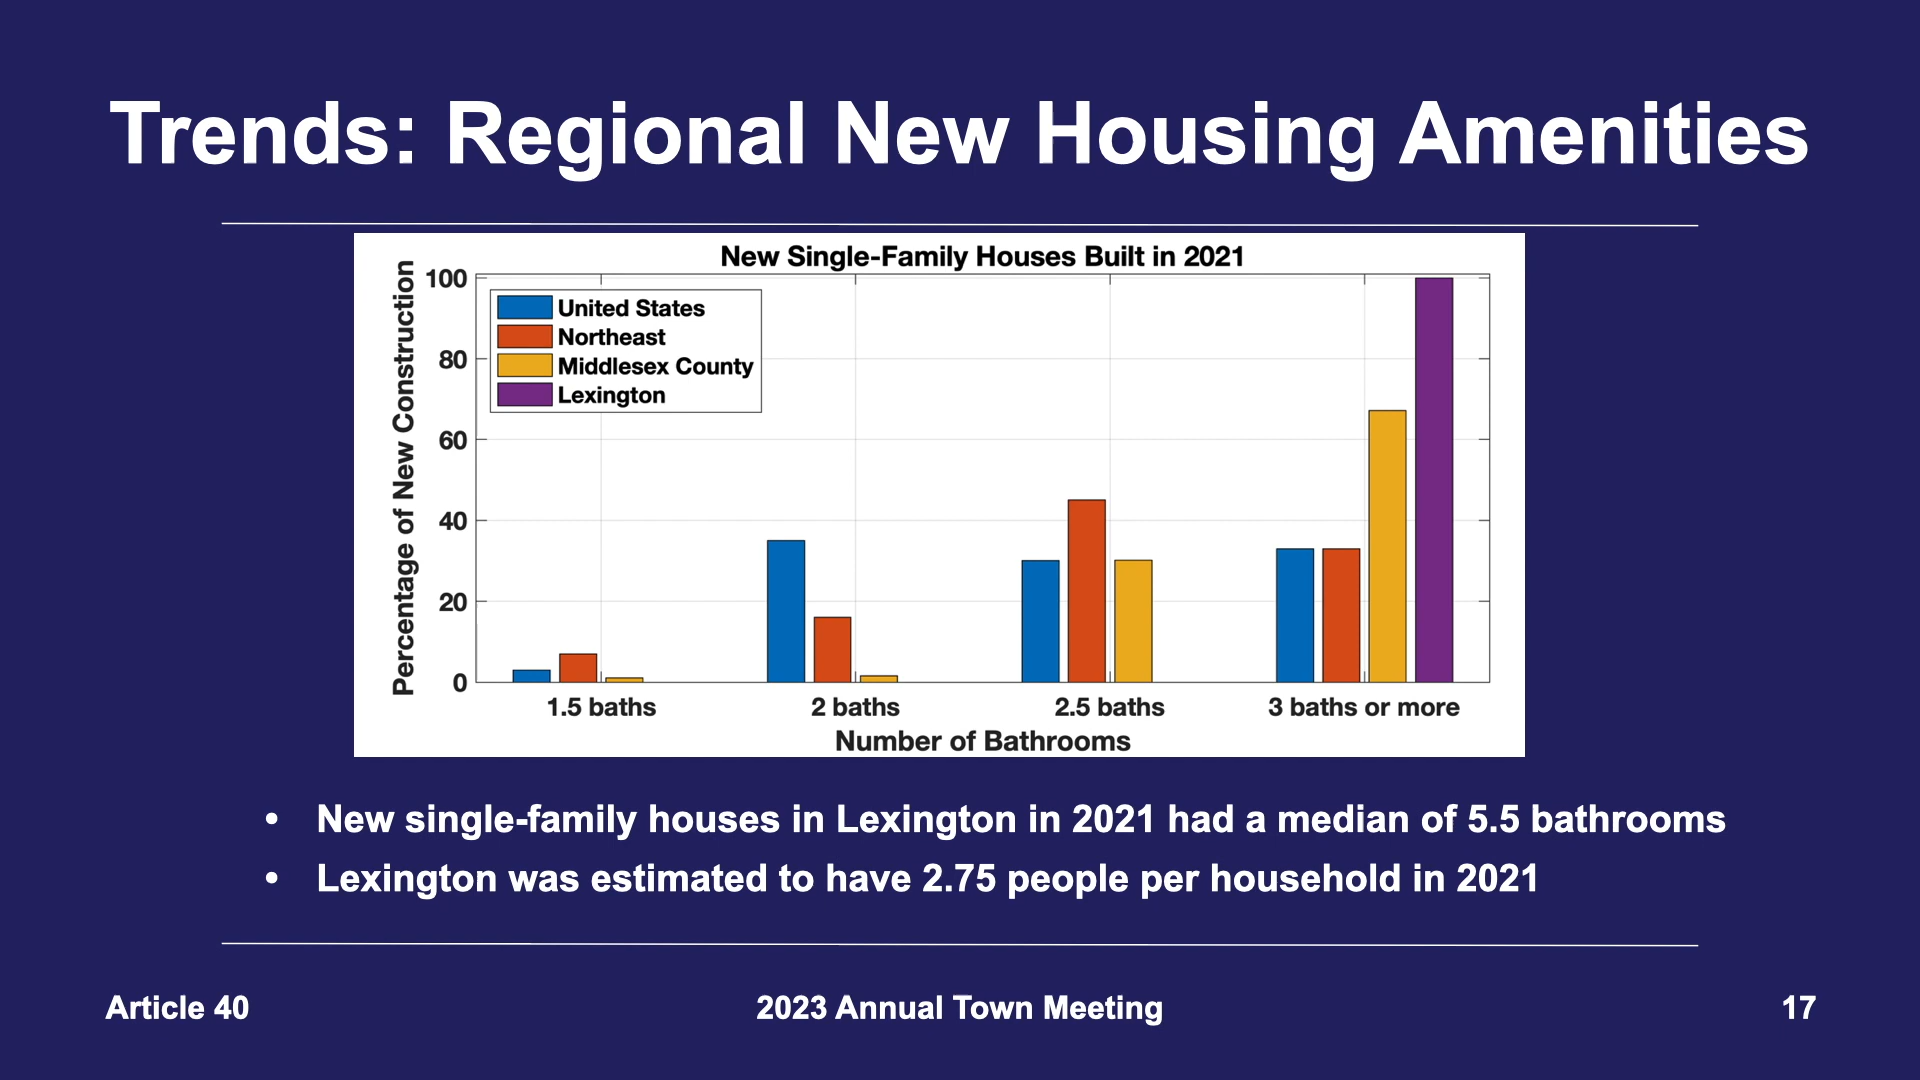 Trends: Regional New Housing Amenities
New Single-Family Houses Built in 2021
Percentage of New Construction
100
80
60
40
20
0
United States
Northeast
Middlesex County
Lexington
1.5 baths
2 baths
2.5 baths
3 baths or more
Number of Bathrooms
• New single-family houses in Lexington in 2021 had a median of 5.5 bathrooms
• Lexington was estimated to have 2.75 people per household in 2021
Article 40
2023 Annual Town Meeting
17